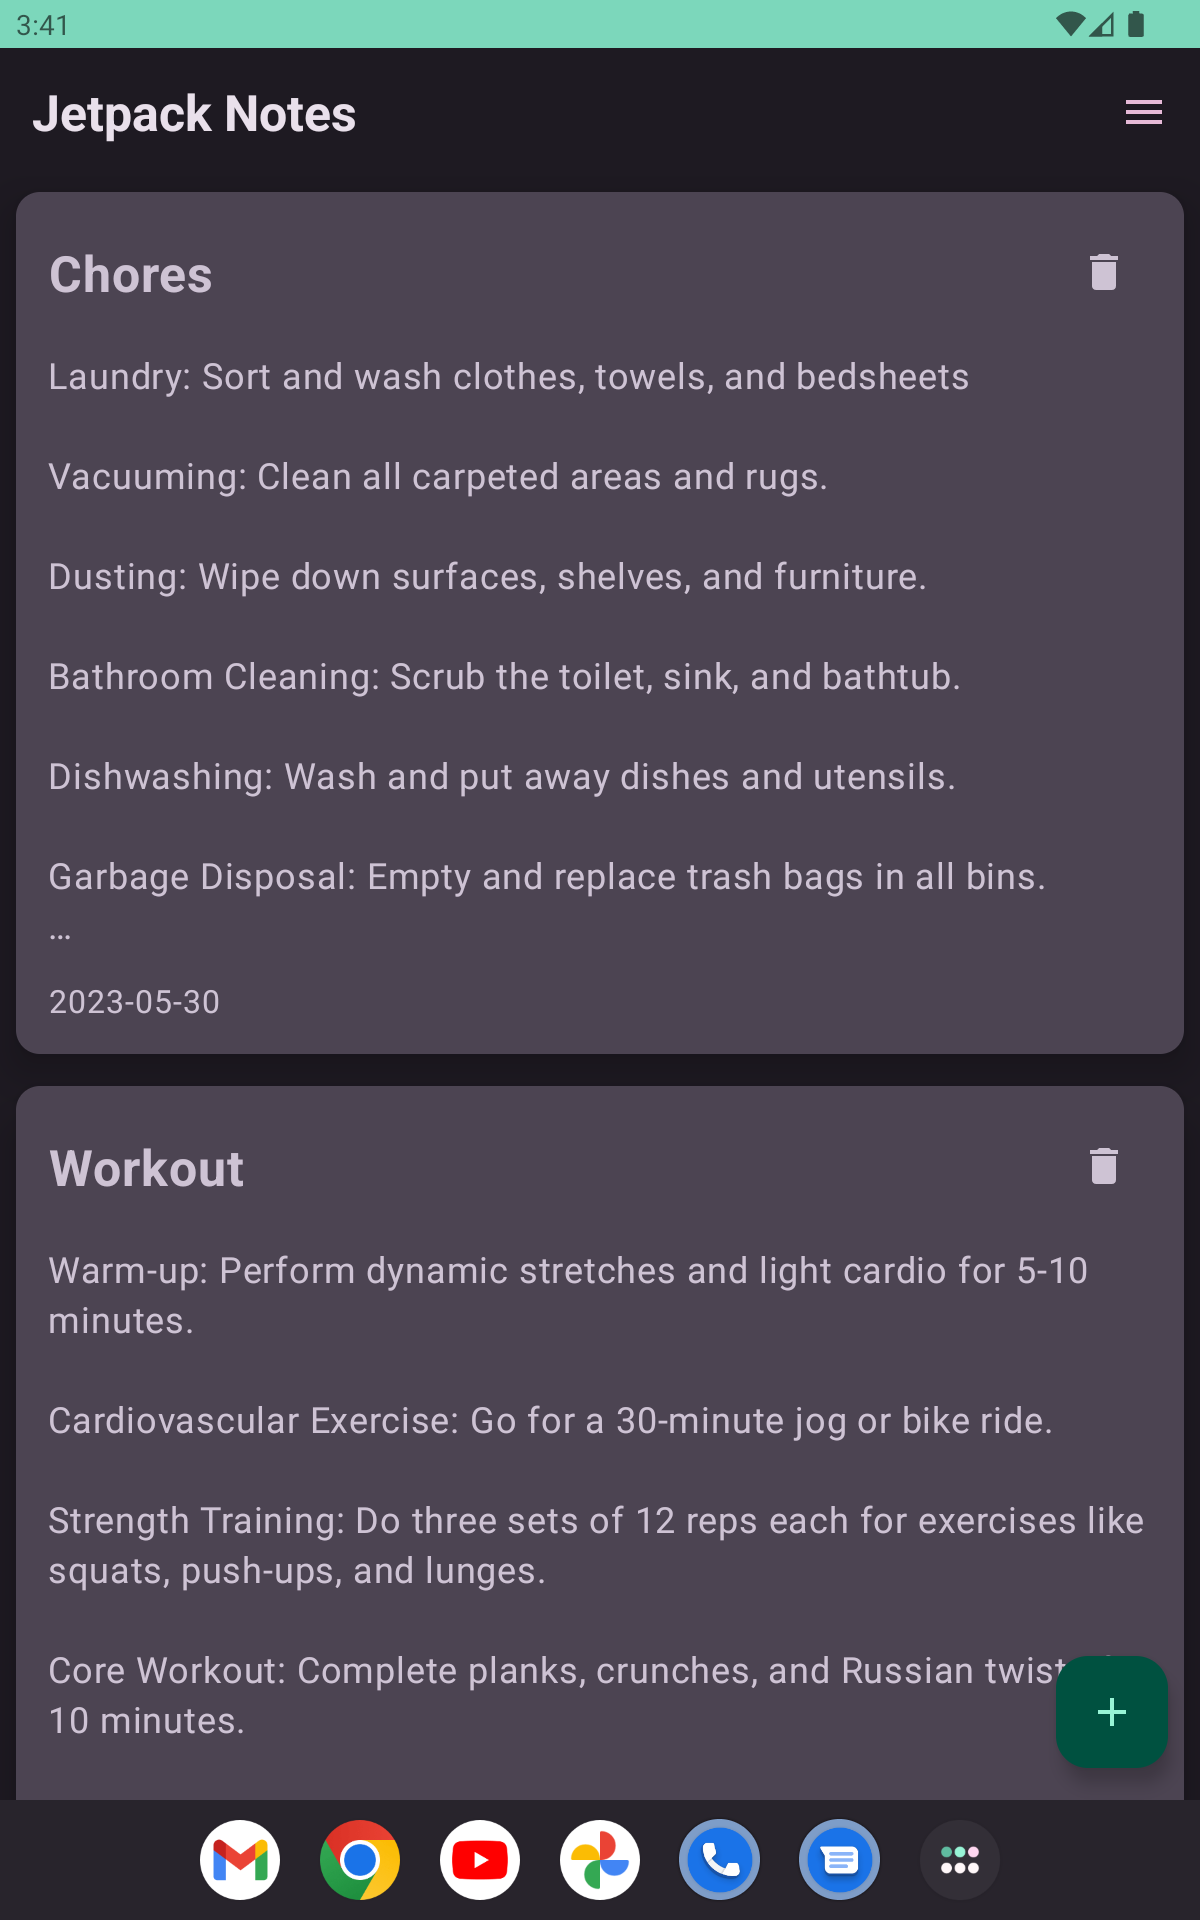 3:41
Jetpack Notes
Chores
Laundry: Sort and wash clothes, towels, and bedsheets
Vacuuming: Clean all carpeted areas and rugs.
Dusting: Wipe down surfaces, shelves, and furniture.
Bathroom Cleaning: Scrub the toilet, sink, and bathtub.
Dishwashing: Wash and put away dishes and utensils.
Garbage Disposal: Empty and replace trash bags in all bins.
…
2023-05-30
Workout
Warm-up: Perform dynamic stretches and light cardio for 5-10
minutes.
Cardiovascular Exercise: Go for a 30-minute jog or bike ride.
Strength Training: Do three sets of 12 reps each for exercises like
squats, push-ups, and lunges.
Core Workout: Complete planks, crunches, and Russian
10 minutes.